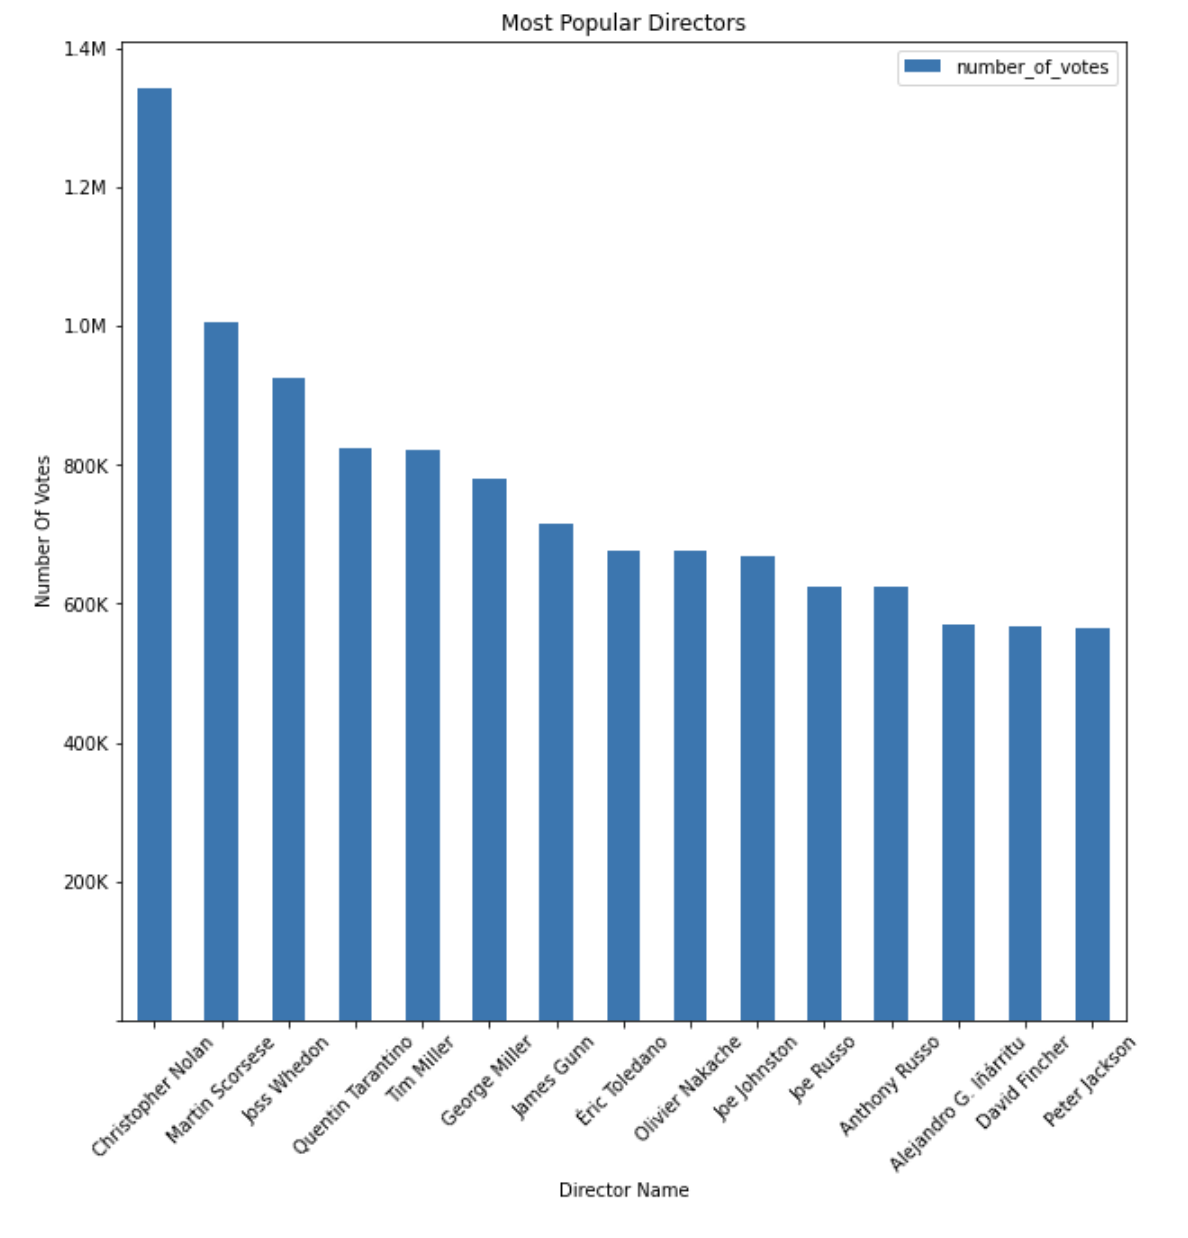 Most Popular Directors
number_of_votes
1.4M
1.2M
1.0M
800K
600K
400K
200K
Number Of Votes
Christopher Nolan
Martin Scorsese
Joss Whedon
Quentin Tarantino
Tim Miller
George Miller
James Gunn
Éric Toledano
Olivier Nakache
Joe Johnston
Joe Russo
Anthony Russo
Alejandro G. Iñárritu
David Fincher
Peter Jackson
Director Name